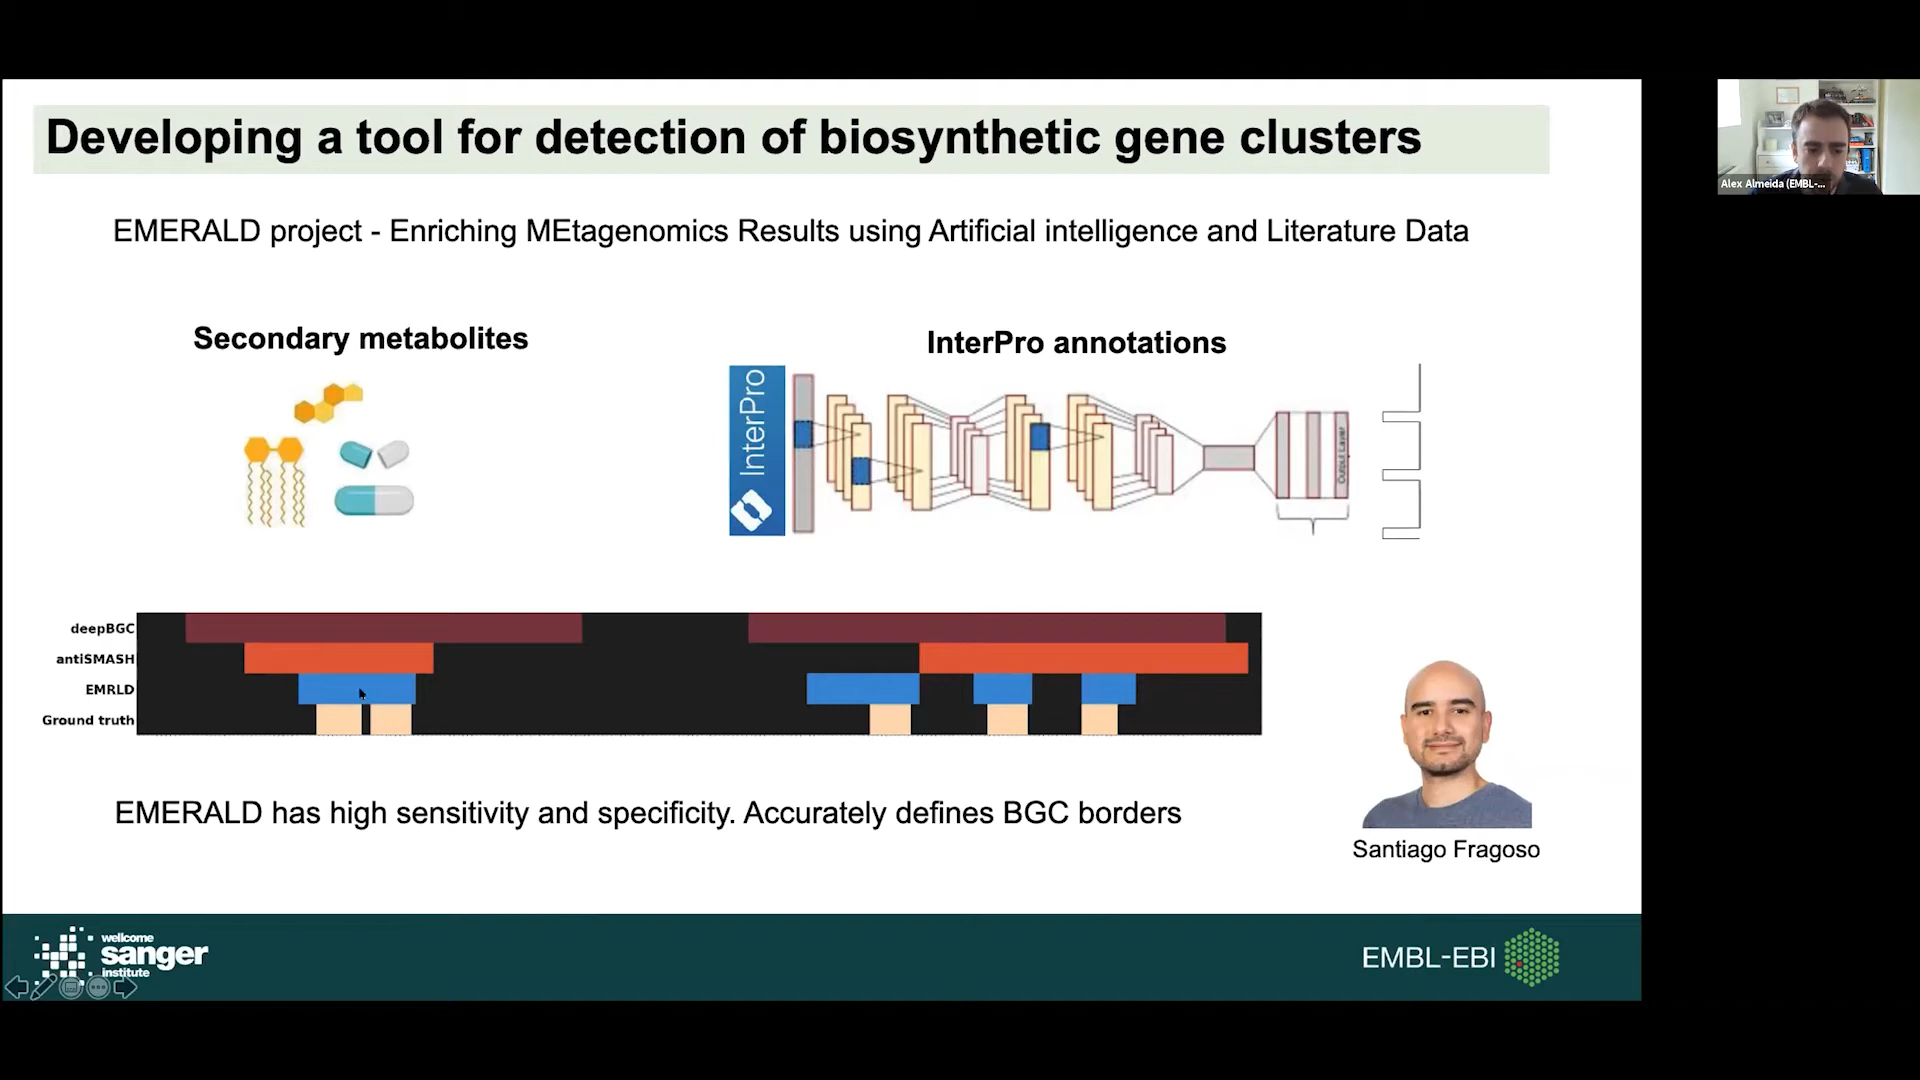 Developing a tool for detection of biosynthetic gene clusters
Alex Almeida (EMBL-...
EMERALD project - Enriching MEtagenomics Results using Artificial intelligence and Literature Data
Secondary metabolites
InterPro annotations
InterPro
Output Layer
deepBGC
antiSMASH
EMRLD
Ground truth
EMERALD has high sensitivity and specificity. Accurately defines BGC borders
Santiago Fragoso
wellcome
sanger
institute
EMBL-EBI